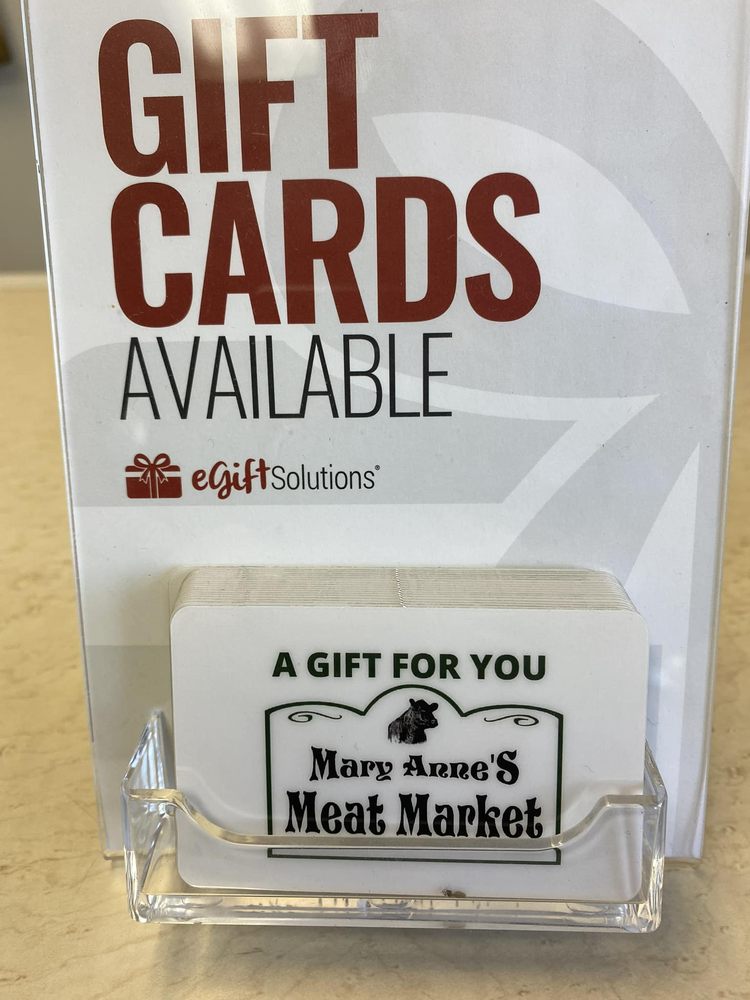 GIFT
CARDS
AVAILABLE
eGiftSolutions®
A GIFT FOR YOU
Mary Anne'S
Meat Market